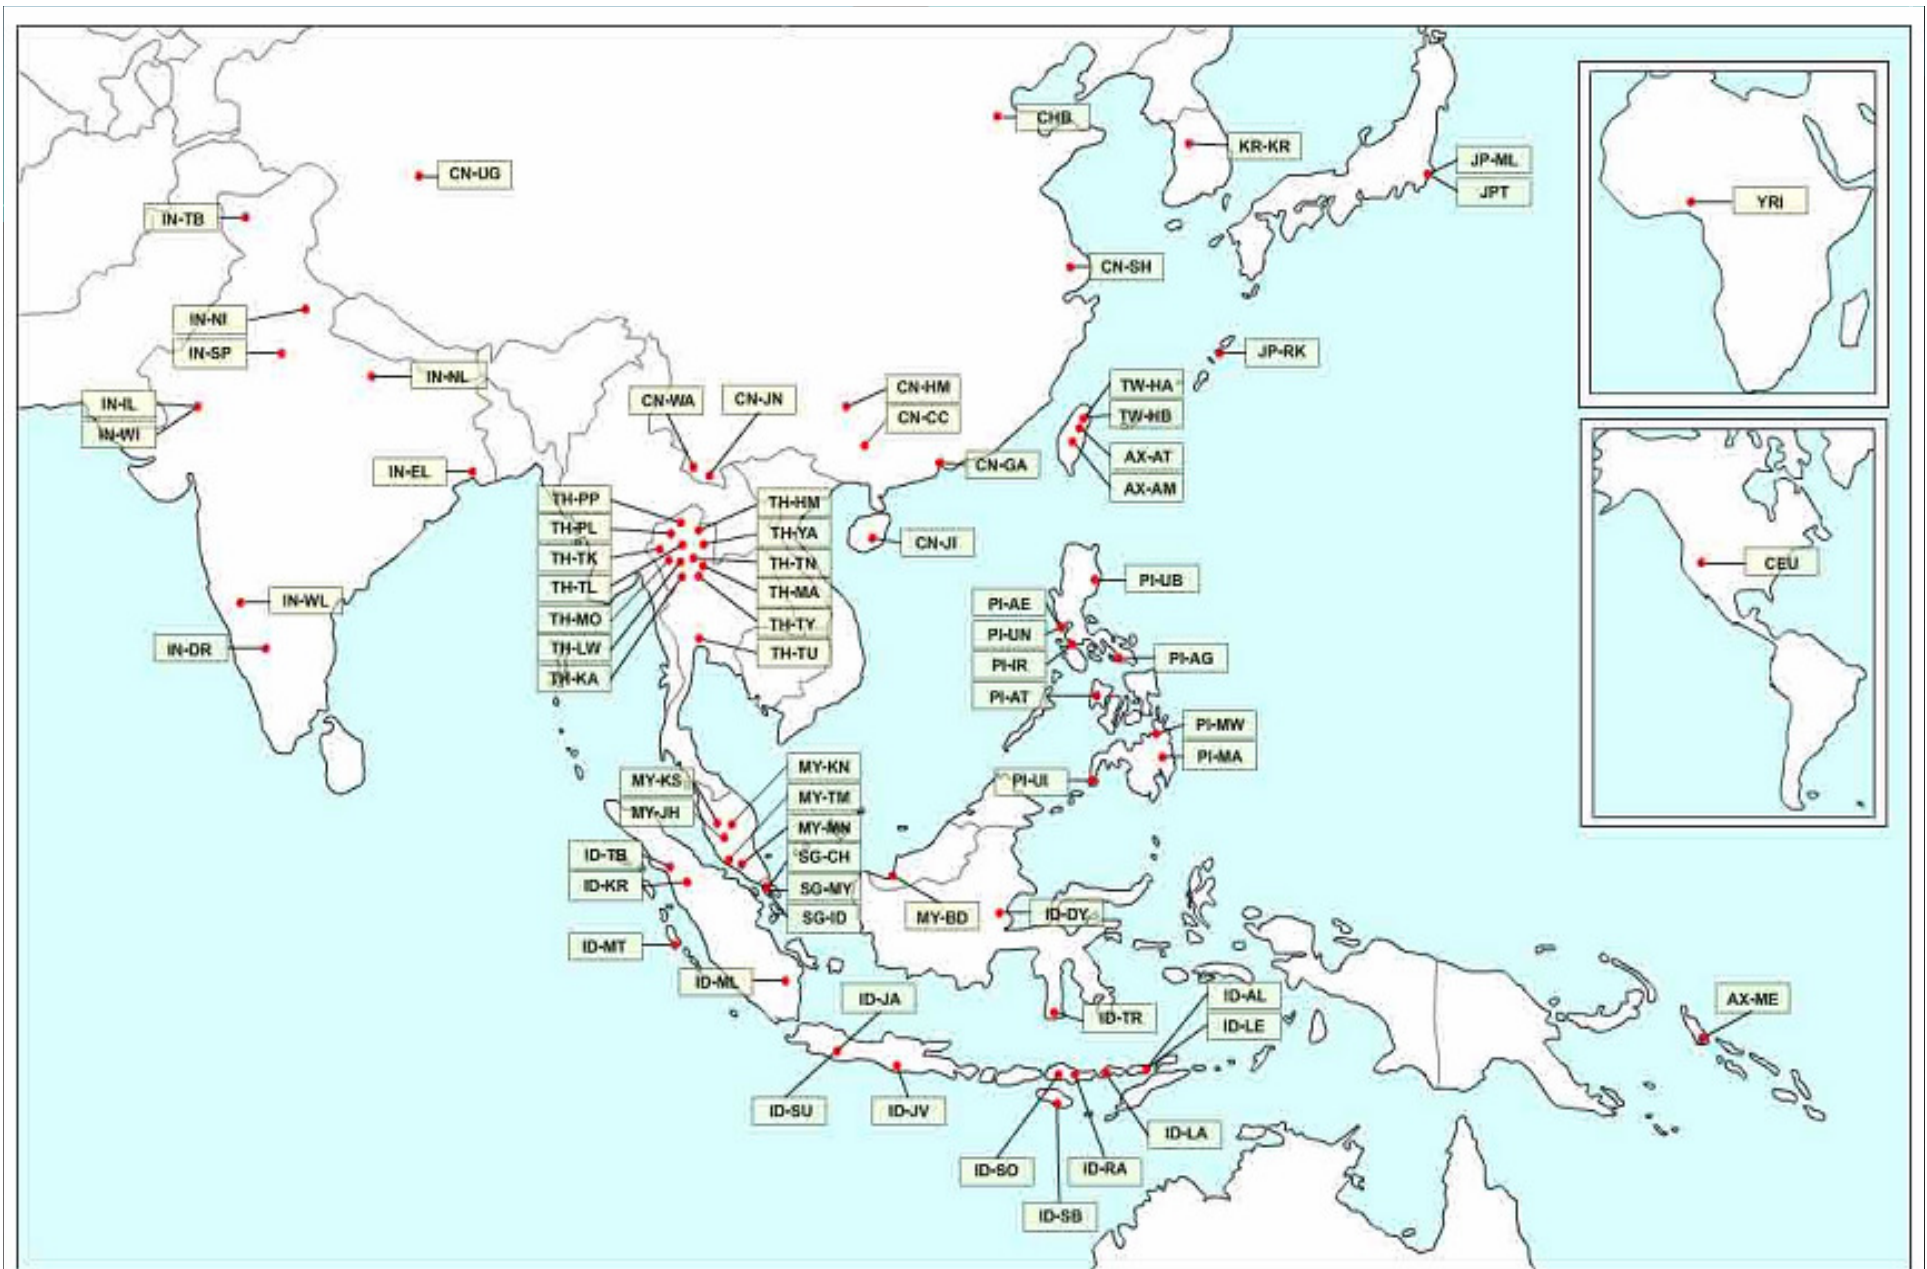 CHB
KR-KR
JP-ML
JPT
CN-UG
YRI
IN-TB
CN-SH
IN-NI
IN-SP
JP-RK
IN-NL
CN-HM
TW-HA
CN-WA
CN-JN
IN-IL
CN-CC
TW-HB
IN-WI
AX-AT
CN-GA
IN-EL
AX-AM
TH-PP
TH-HM
TH-PL
TH-YA
CN-JI
TH-TK
TH-TN
CEU
TH-TL
TH-MA
PI-UB
IN-WL
PI-AE
TH-MO
TH-TY
PI-UN
IN-DR
TH-LW
TH-TU
PI-IR
PI-AG
TH-KA
PI-AT
PI-MW
MY-KN
PI-MA
MY-KS
PI-UI
MY-TM
MY-JH
MY-MN
ID-TB
SG-CH
ID-KR
SG-MY
SG-ID
MY-BD
ID-DY
ID-MT
ID-ML
ID-JA
ID-AL
AX-ME
ID-TR
ID-LE
ID-SU
ID-JV
ID-LA
ID-SO
ID-RA
ID-SB